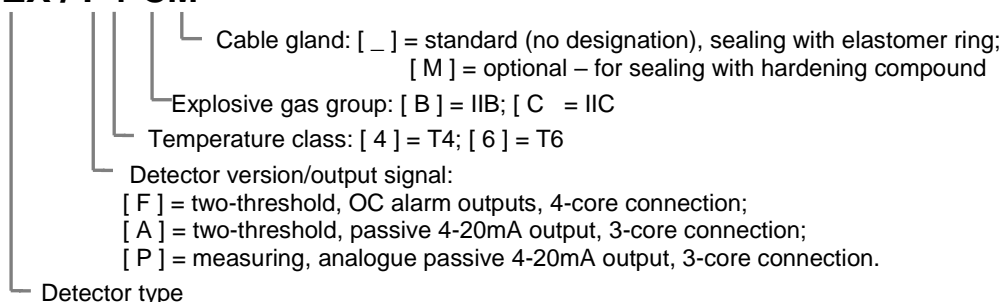 Cable gland: [ _ ] = standard (no designation), sealing with elastomer ring;
[ M ] = optional – for sealing with hardening compound
Explosive gas group: [ B ] = IIB; [ C = IIC
Temperature class: [ 4 ] = T4; [ 6 ] = T6
Detector version/output signal:
[ F ] = two-threshold, OC alarm outputs, 4-core connection;
[ A ] = two-threshold, passive 4-20mA output, 3-core connection;
[ P ] = measuring, analogue passive 4-20mA output, 3-core connection.
Detector type